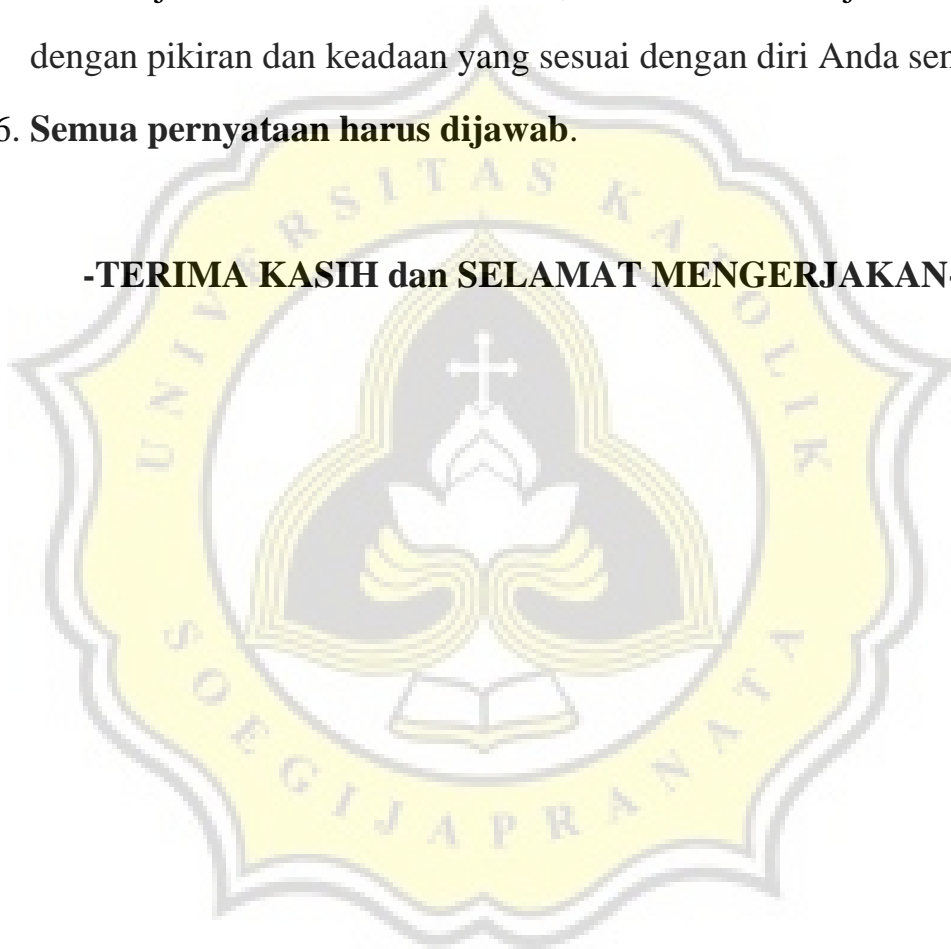 dengan pikiran dan keadaan yang sesuai dengan diri Anda sen
6. Semua pernyataan harus dijawab.
-TERIMA KASIH dan SELAMAT MENGERJAKAN-
UNIVERSITAS KATOLIK
SOEGIJAPRANATA